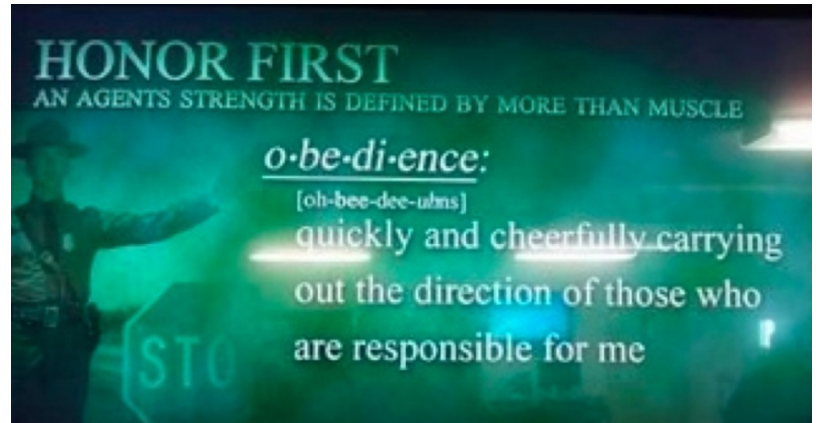 HONOR FIRST
AN AGENTS STRENGTH IS DEFINED BY MORE THAN MUSCLE
o·be·di·ence:
[oh-bee-dee-uhns]
quickly and cheerfully carrying
out the direction of those who
are responsible for me
STO